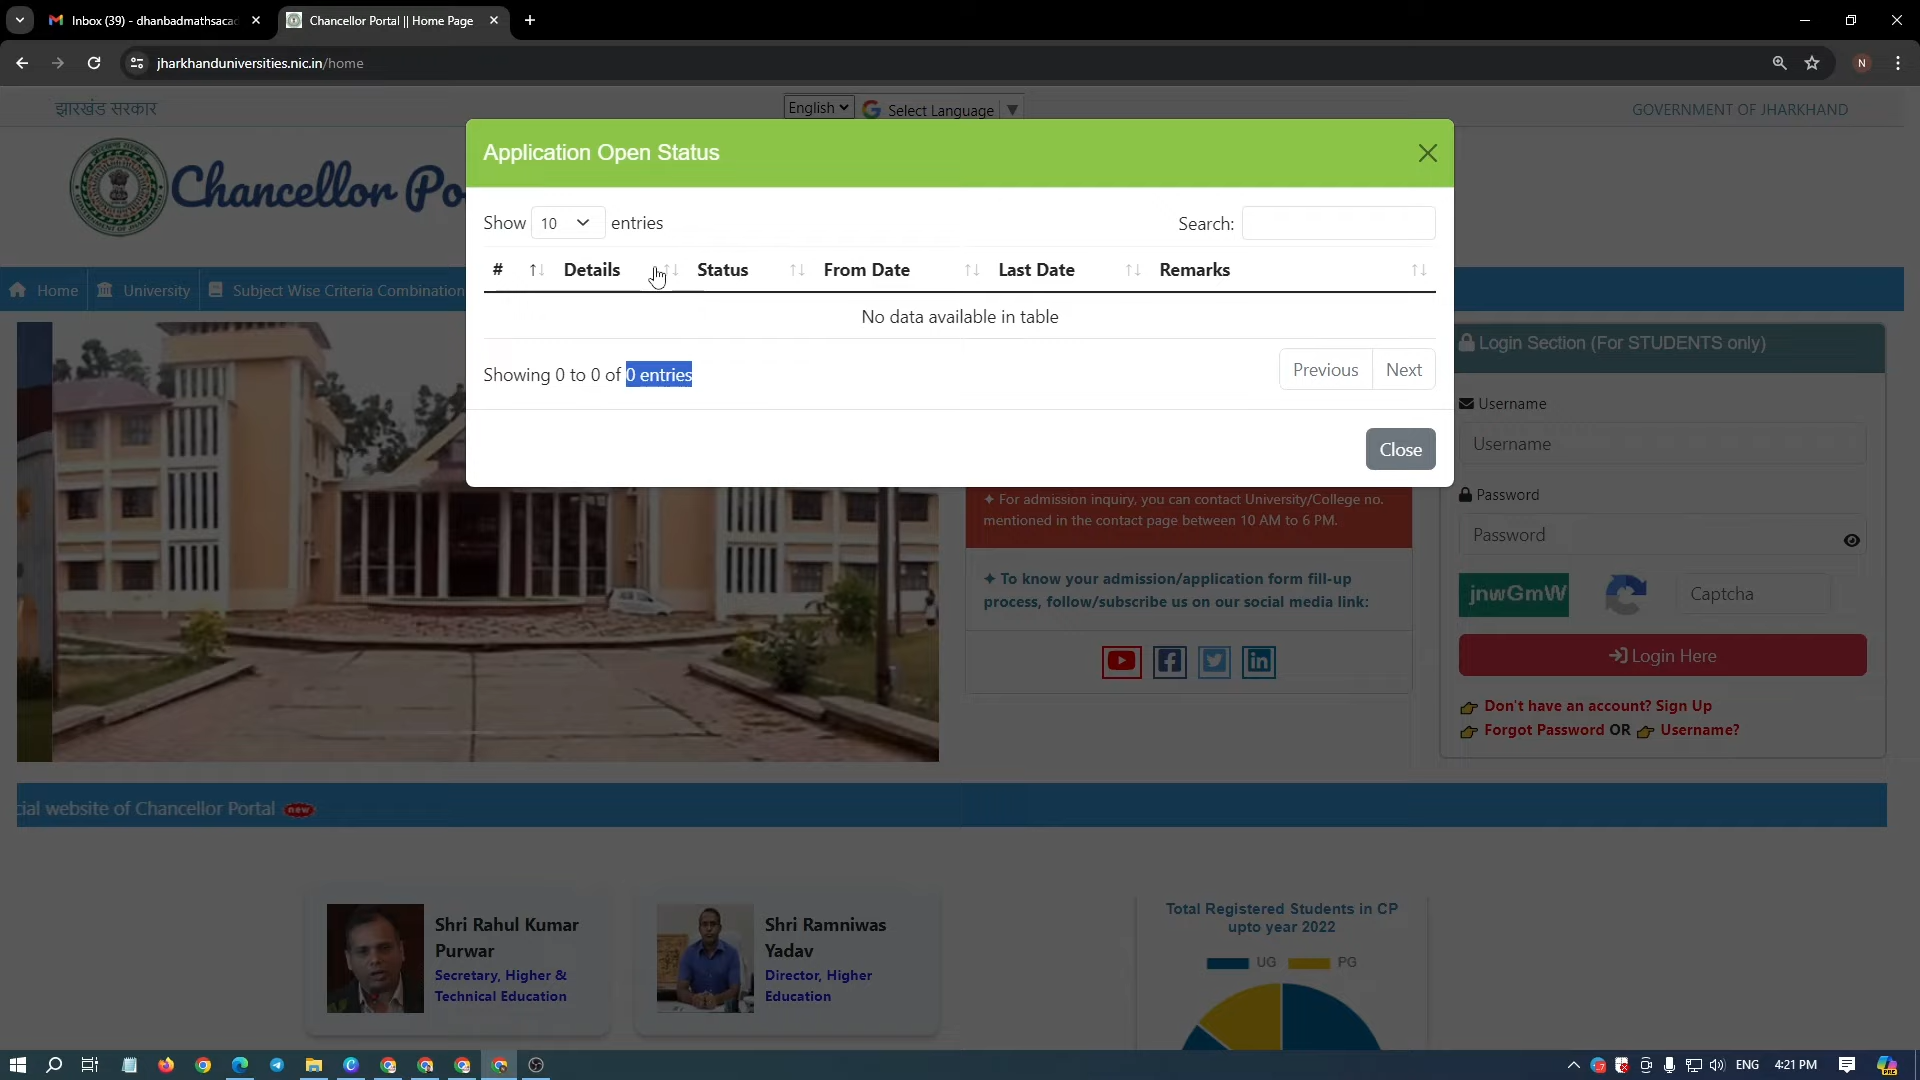 Inbox (39) - dhanbadmathsacad
Chancellor Portal || Home Page
jharkhanduniversities.nic.in/home
N
झारखंड सरकार
English
Select Language
GOVERNMENT OF JHARKHAND
Chancellor Po
Application Open Status
Show 10 entries
Search:
# Details Status From Date Last Date Remarks
No data available in table
Showing 0 to 0 of 0 entries
Previous Next
Close
Home University Subject Wise Criteria Combination
Login Section (For STUDENTS only)
Username
Username
Password
Password
jnwGmW
Captcha
Login Here
Don't have an account? Sign Up
Forgot Password OR Username?
For admission inquiry, you can contact University/College no.
mentioned in the contact page between 10 AM to 6 PM.
To know your admission/application form fill-up
process, follow/subscribe us on our social media link:
cial website of Chancellor Portal new
Shri Rahul Kumar
Purwar
Secretary, Higher &
Technical Education
Shri Ramniwas
Yadav
Director, Higher
Education
Total Registered Students in CP
upto year 2022
UG PG
ENG 4:21 PM